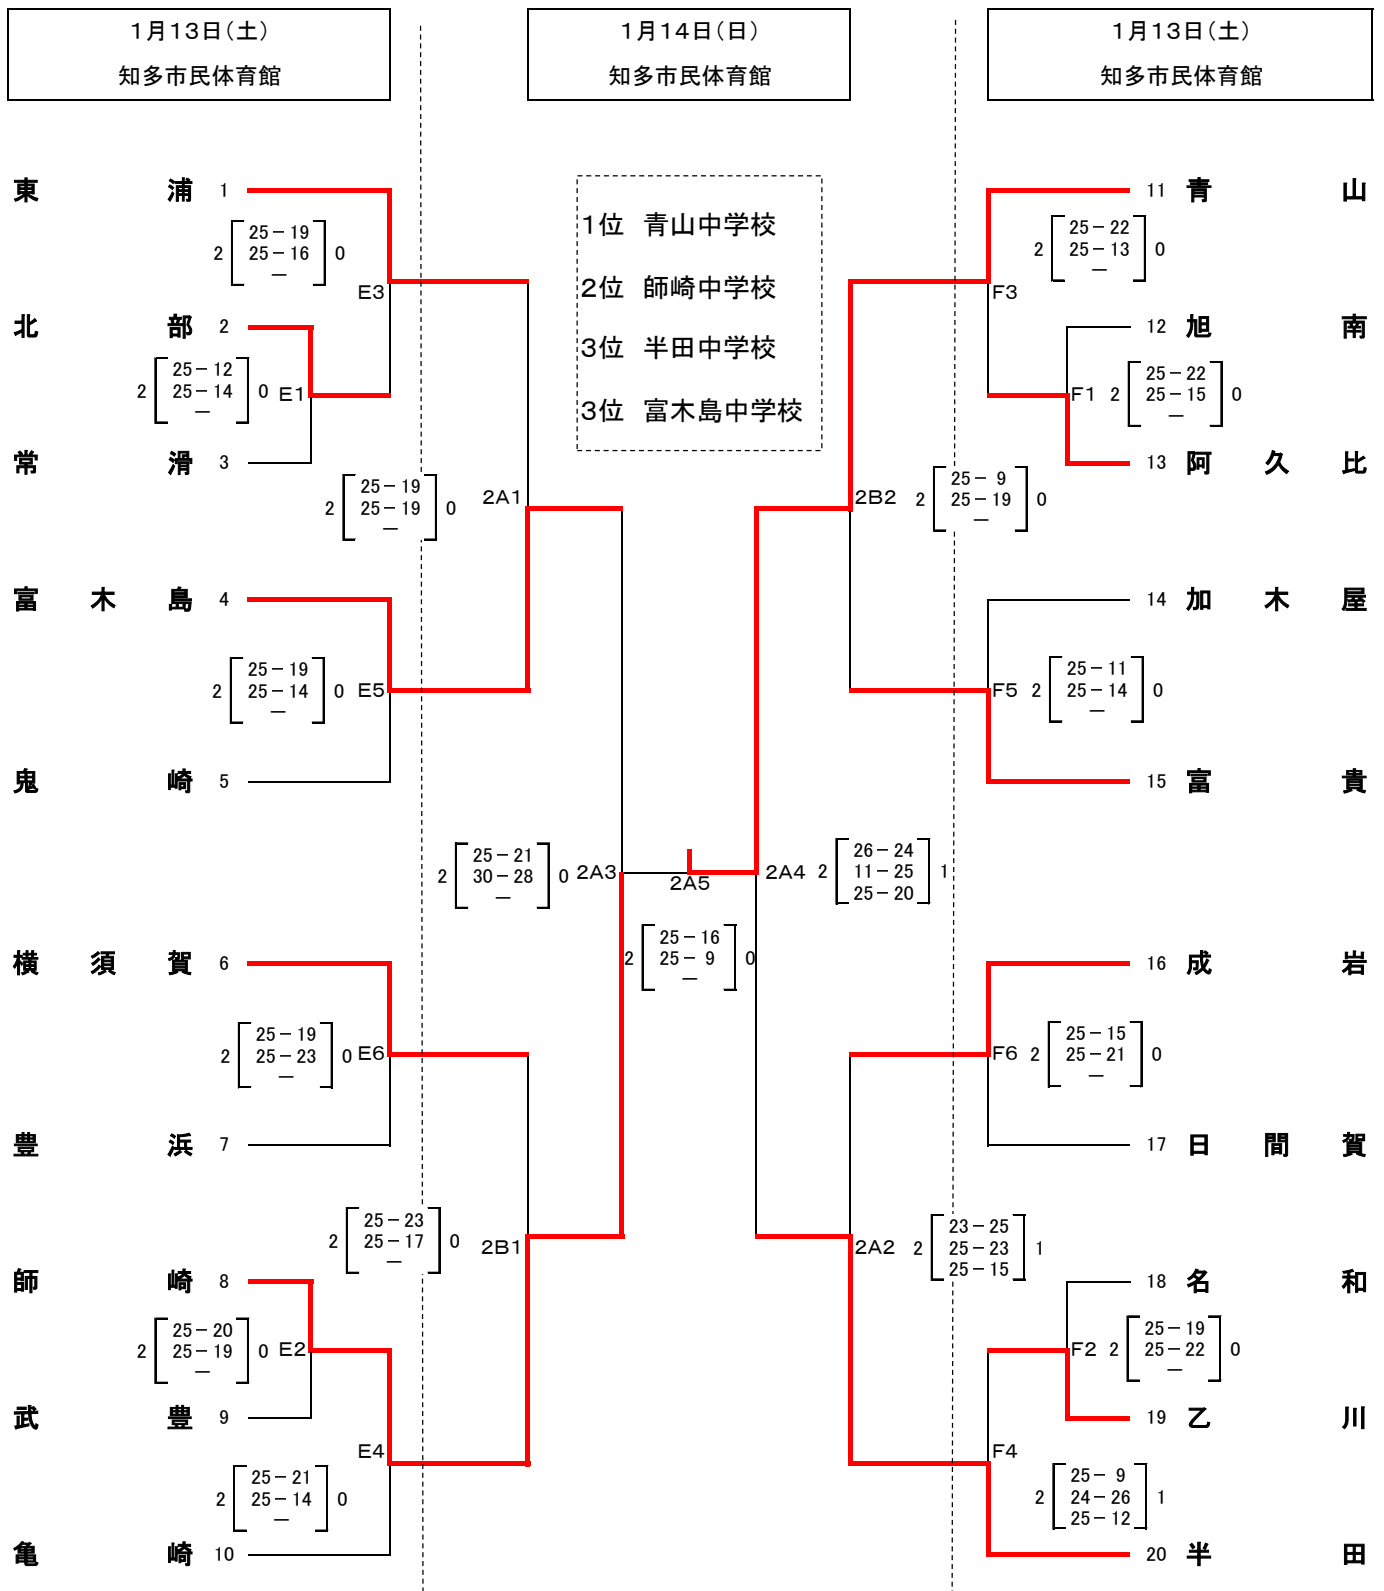 1月13日(土)
知多市民体育館
1月14日(日)
知多市民体育館
1月13日(土)
知多市民体育館
1位 青山中学校
2位 師崎中学校
3位 半田中学校
3位 富木島中学校
東浦 1
2 25-19 0
25-16
-
E3
北部 2
2 25-12 0
25-14
-
E1
常滑 3
2 25-19 0
25-19
-
2A1
富木島 4
2 25-19 0
25-14
-
E5
鬼崎 5
2 25-21 0
30-28
-
2A3
横須賀 6
2 25-19 0
25-23
-
E6
豊浜 7
2 25-23 0
25-17
-
2B1
師崎 8
2 25-20 0
25-19
-
E2
武豊 9
E4
2 25-21 0
25-14
-
亀崎 10
2A5
2 25-16 0
25-9
-
11 青山
2 25-22 0
25-13
-
F3
12 旭南
F1
2 25-22 0
25-15
-
13 阿久比
2B2
2 25-9 0
25-19
-
14 加木屋
F5
2 25-11 0
25-14
-
15 富貴
2A4
2 26-24 1
11-25
25-20
16 成岩
F6
2 25-15 0
25-21
-
17 日間賀
2A2
2 23-25 1
25-23
25-15
18 名和
F2
2 25-19 0
25-22
-
19 乙川
F4
2 25-9 1
24-26
25-12
20 半田